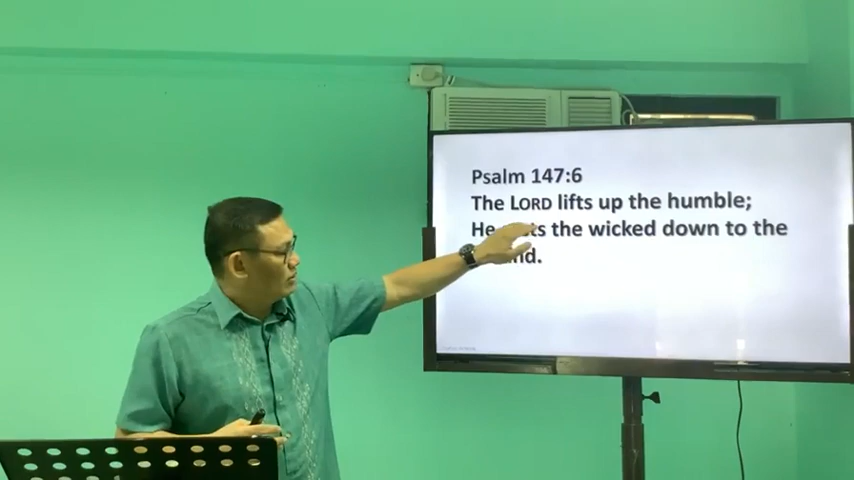 Psalm 147:6
The LORD lifts up the humble;
He the wicked down to the